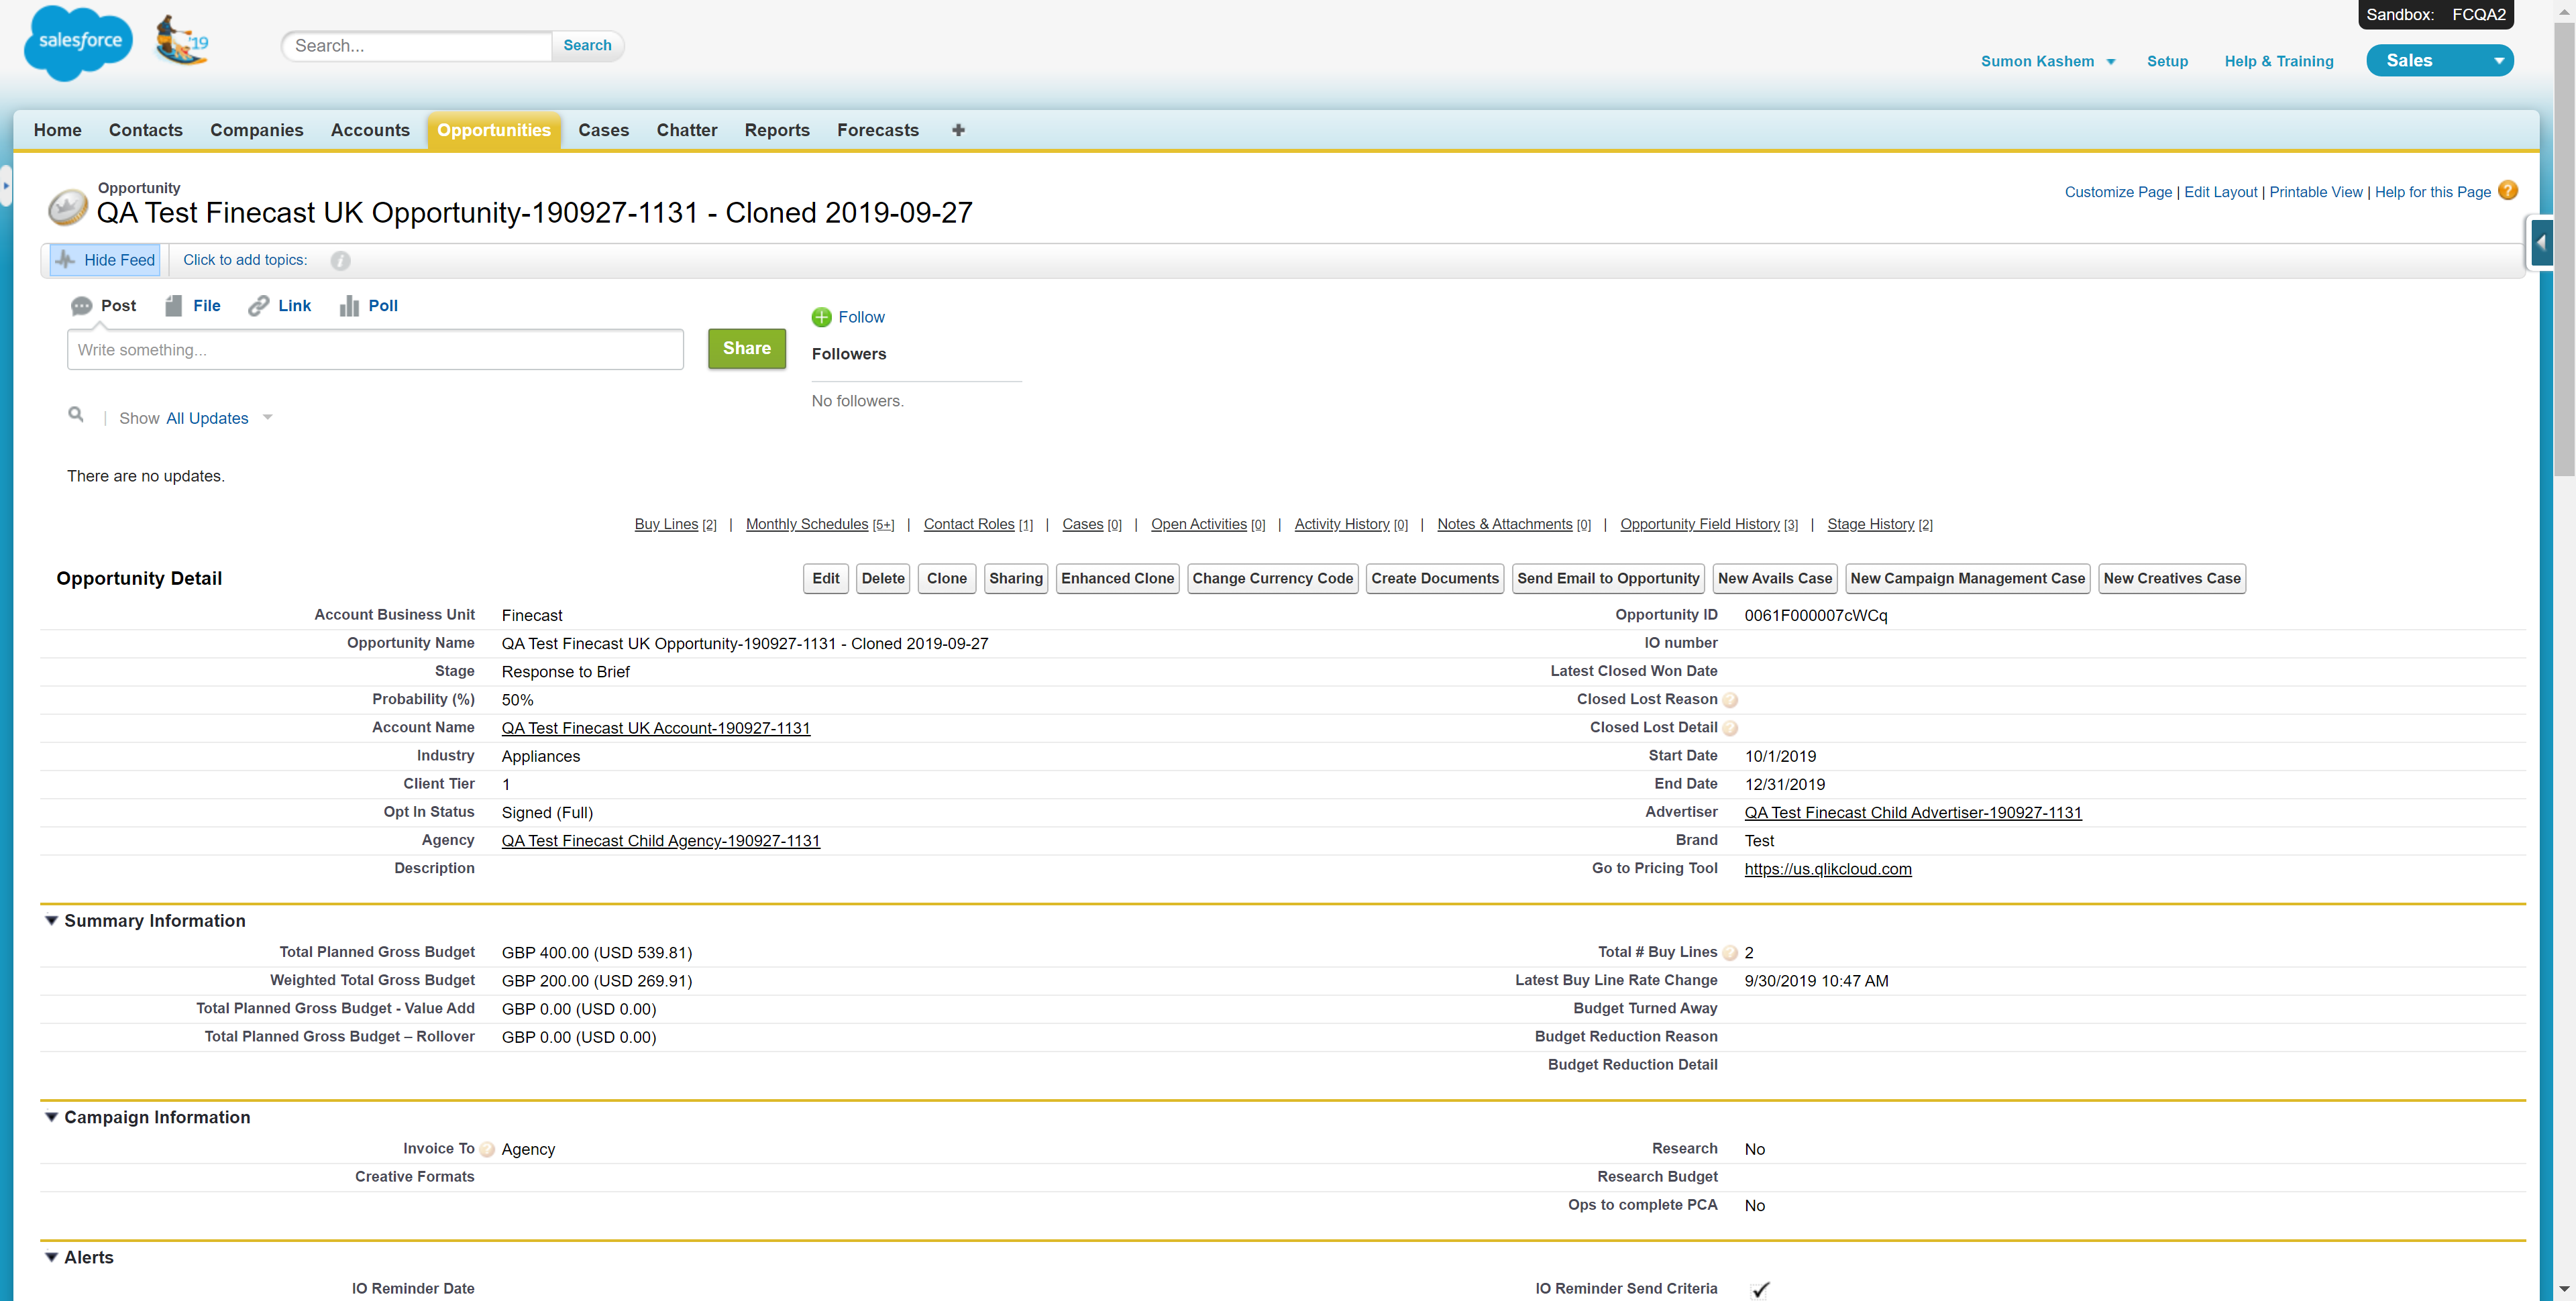 Sandbox: FCQA2
salesforce
'19
Search...
Search
Sumon Kashem
Setup
Help & Training
Sales
Home
Contacts
Companies
Accounts
Opportunities
Cases
Chatter
Reports
Forecasts
Opportunity
QA Test Finecast UK Opportunity-190927-1131 - Cloned 2019-09-27
Customize Page | Edit Layout | Printable View | Help for this Page
Hide Feed
Click to add topics:
Post
File
Link
Poll
Write something...
Share
Follow
Followers
No followers.
| Show All Updates
There are no updates.
Buy Lines [2] | Monthly Schedules [5+] | Contact Roles [1] | Cases [0] | Open Activities [0] | Activity History [0] | Notes & Attachments [0] | Opportunity Field History [3] | Stage History [2]
Opportunity Detail
Edit
Delete
Clone
Sharing
Enhanced Clone
Change Currency Code
Create Documents
Send Email to Opportunity
New Avails Case
New Campaign Management Case
New Creatives Case
Account Business Unit Finecast Opportunity ID 0061F000007cWCq
Opportunity Name QA Test Finecast UK Opportunity-190927-1131 - Cloned 2019-09-27 IO number
Stage Response to Brief Latest Closed Won Date
Probability (%) 50% Closed Lost Reason ?
Account Name QA Test Finecast UK Account-190927-1131 Closed Lost Detail ?
Industry Appliances Start Date 10/1/2019
Client Tier 1 End Date 12/31/2019
Opt In Status Signed (Full) Advertiser QA Test Finecast Child Advertiser-190927-1131
Agency QA Test Finecast Child Agency-190927-1131 Brand Test
Description Go to Pricing Tool https://us.qlikcloud.com
Summary Information
Total Planned Gross Budget GBP 400.00 (USD 539.81) Total # Buy Lines ? 2
Weighted Total Gross Budget GBP 200.00 (USD 269.91) Latest Buy Line Rate Change 9/30/2019 10:47 AM
Total Planned Gross Budget - Value Add GBP 0.00 (USD 0.00) Budget Turned Away
Total Planned Gross Budget – Rollover GBP 0.00 (USD 0.00) Budget Reduction Reason
Budget Reduction Detail
Campaign Information
Invoice To ? Agency Research No
Creative Formats Research Budget
Ops to complete PCA No
Alerts
IO Reminder Date IO Reminder Send Criteria